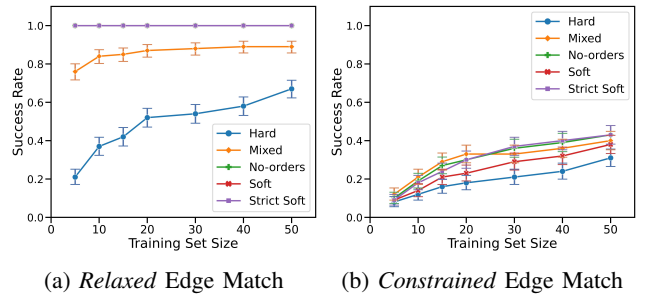 1.0
0.8
0.6
0.4
0.2
0.0
Success Rate
10 20 30 40 50
Training Set Size
Hard
Mixed
No-orders
Soft
Strict Soft
(a) Relaxed Edge Match
1.0
0.8
0.6
0.4
0.2
0.0
Success Rate
0 10 20 30 40 50
Training Set Size
Hard
Mixed
No-orders
Soft
Strict Soft
(b) Constrained Edge Match